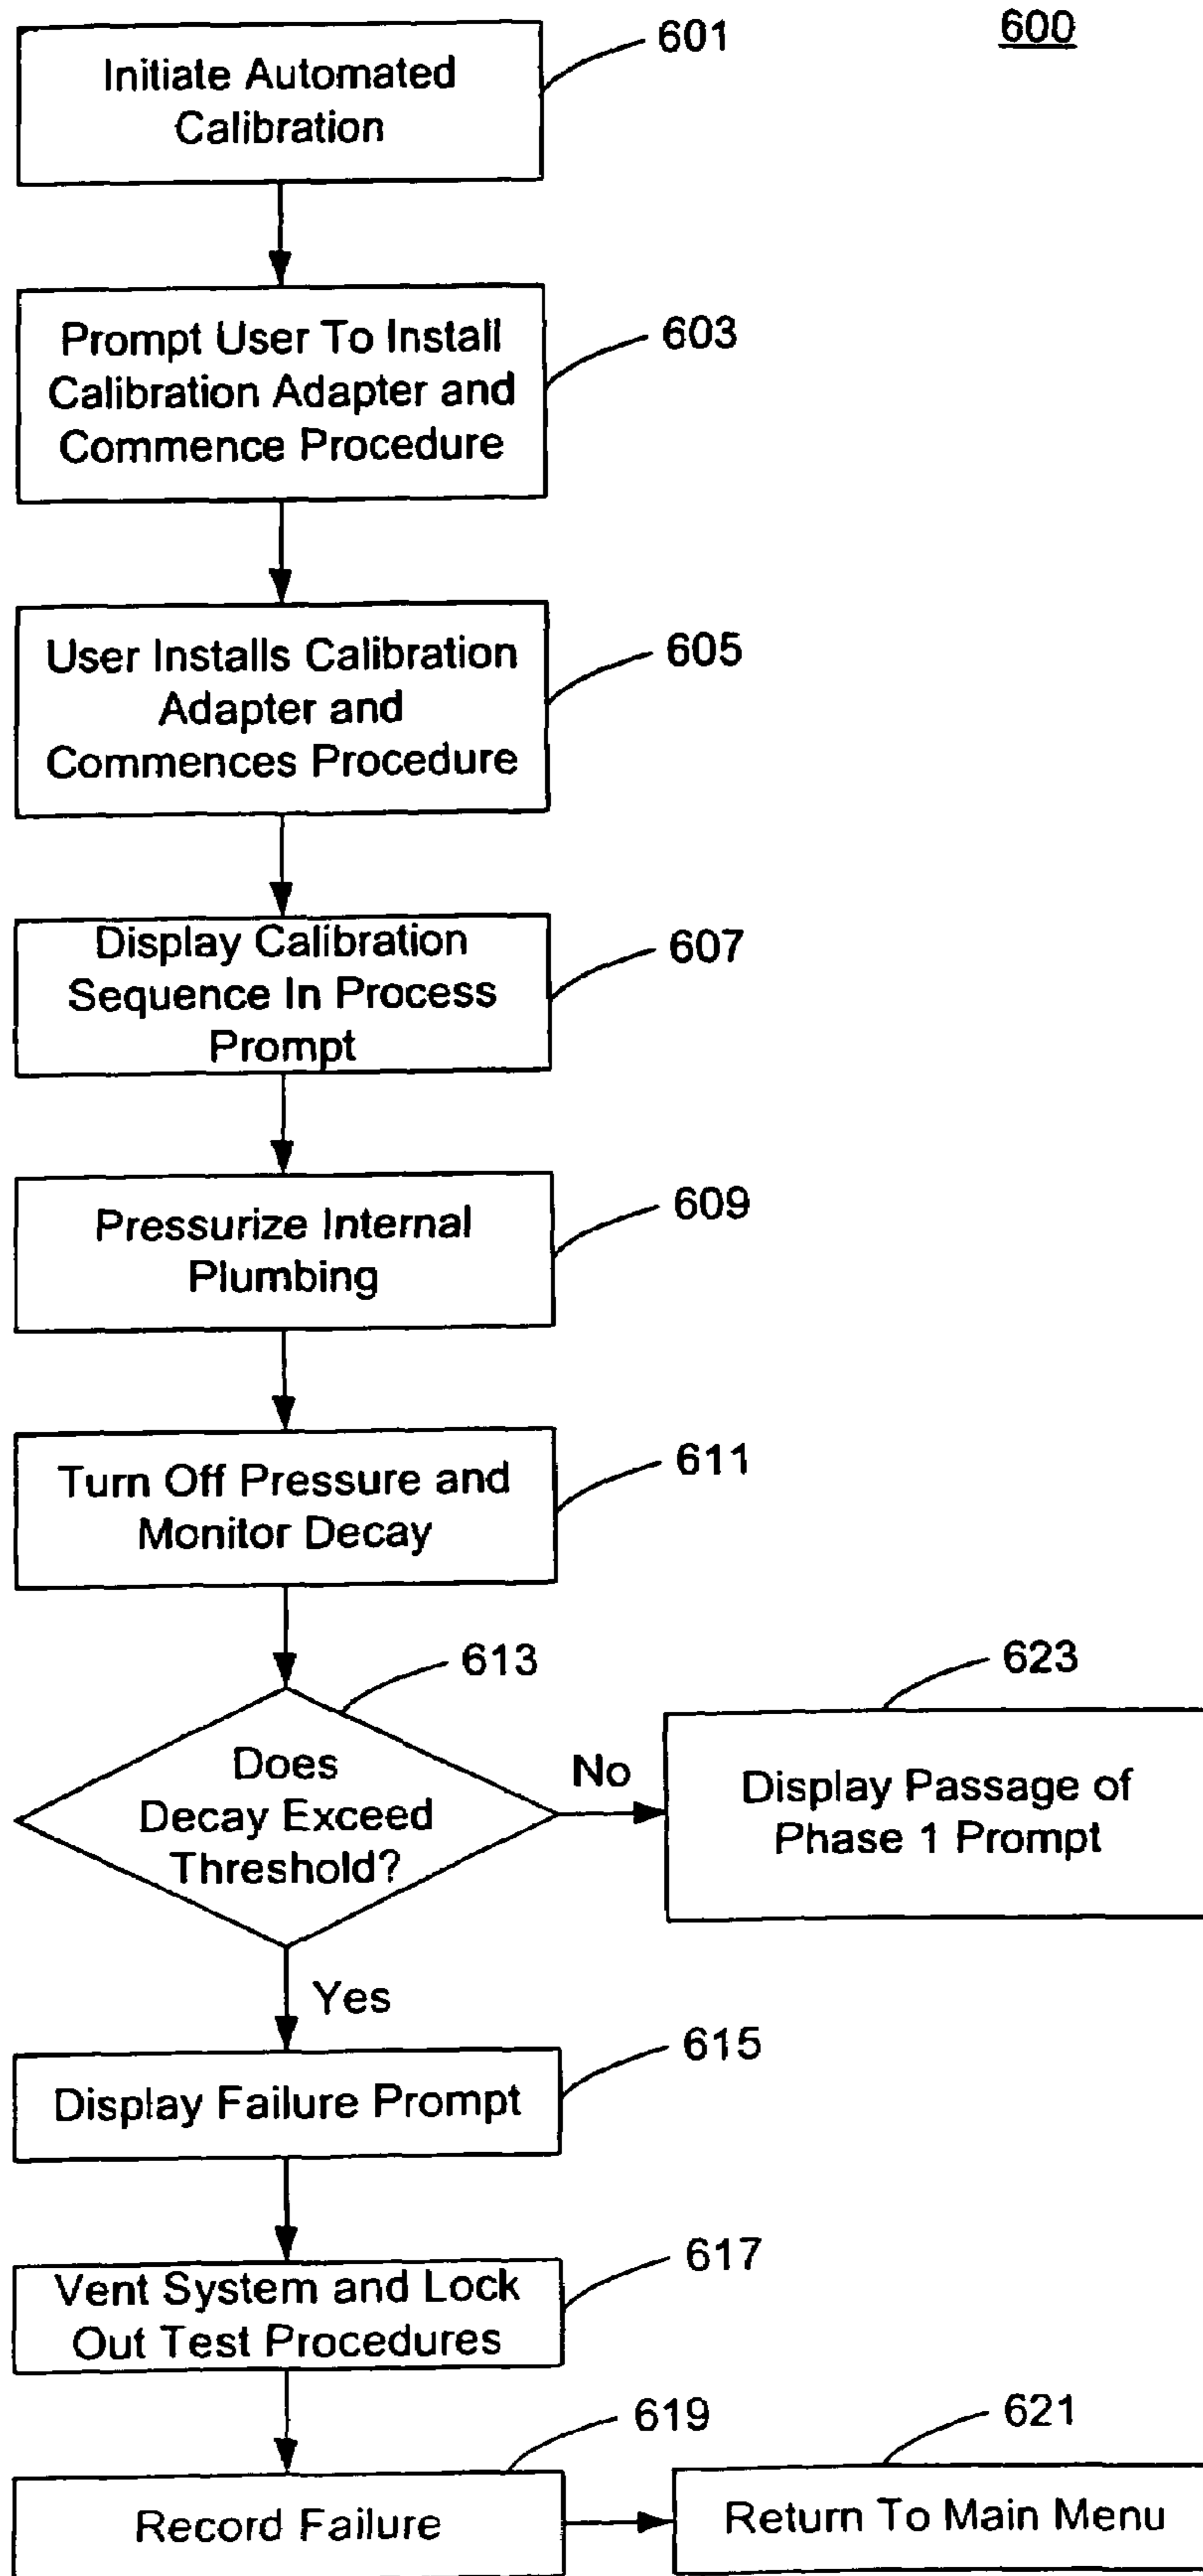 600
601
Initiate Automated
Calibration
603
Prompt User To Install
Calibration Adapter and
Commence Procedure
605
User Installs Calibration
Adapter and
Commences Procedure
607
Display Calibration
Sequence In Process
Prompt
609
Pressurize Internal
Plumbing
611
Turn Off Pressure and
Monitor Decay
613
Does
Decay Exceed
Threshold?
No
623
Display Passage of
Phase 1 Prompt
Yes
615
Display Failure Prompt
617
Vent System and Lock
Out Test Procedures
619
Record Failure
621
Return To Main Menu